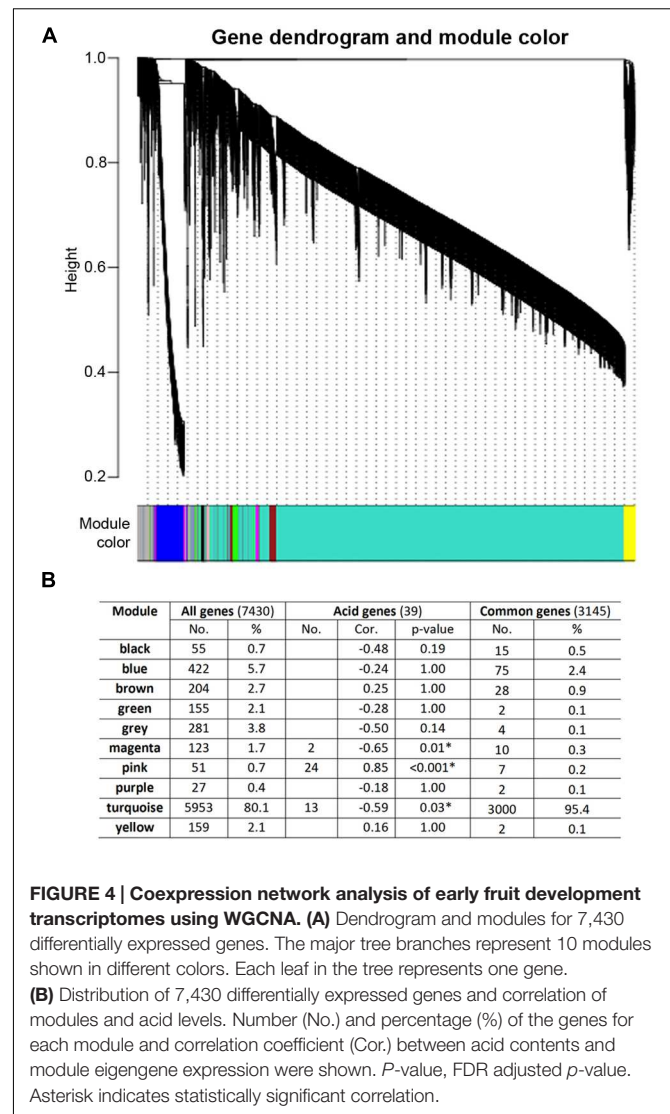 A
Gene dendrogram and module color
1.0
0.8
0.6
0.4
0.2
Height
Module
color
B
Module All genes (7430) Acid genes (39) Common genes (3145)
No. % No. Cor. p-value No. %
black 55 0.7 -0.48 0.19 15 0.5
blue 422 5.7 -0.24 1.00 75 2.4
brown 204 2.7 0.25 1.00 28 0.9
green 155 2.1 -0.28 1.00 2 0.1
grey 281 3.8 -0.50 0.14 4 0.1
magenta 123 1.7 2 -0.65 0.01* 10 0.3
pink 51 0.7 24 0.85 <0.001* 7 0.2
purple 27 0.4 -0.18 1.00 2 0.1
turquoise 5953 80.1 13 -0.59 0.03* 3000 95.4
yellow 159 2.1 0.16 1.00 2 0.1
FIGURE 4 | Coexpression network analysis of early fruit development
transcriptomes using WGCNA. (A) Dendrogram and modules for 7,430
differentially expressed genes. The major tree branches represent 10 modules
shown in different colors. Each leaf in the tree represents one gene.
(B) Distribution of 7,430 differentially expressed genes and correlation of
modules and acid levels. Number (No.) and percentage (%) of the genes for
each module and correlation coefficient (Cor.) between acid contents and
module eigengene expression were shown. P-value, FDR adjusted p-value.
Asterisk indicates statistically significant correlation.